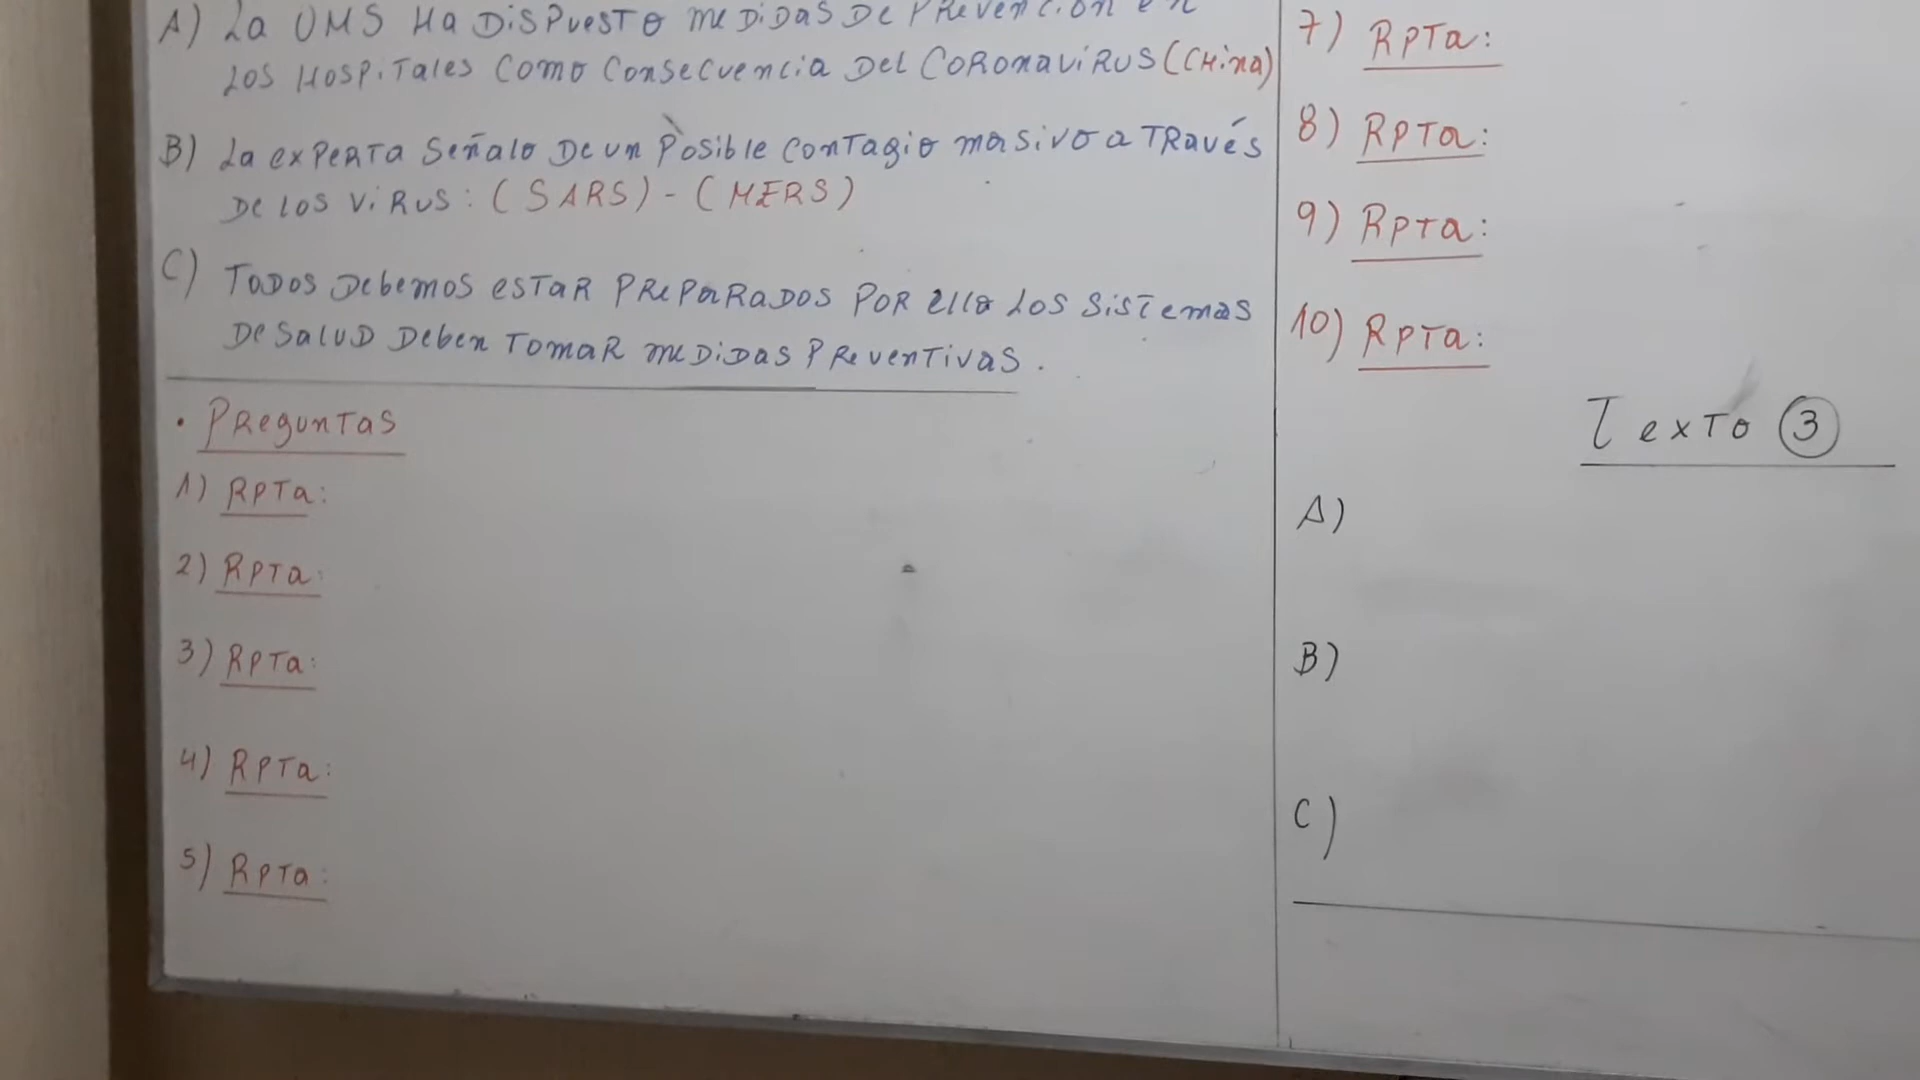 A) La OMS Ha DisPuesTo meDiDas De PRevención en
Los HospiTales Como Consecuencia Del CoRonaviRus (CHina)
B) La exPeRTa Señalo De un Posible ConTagio masivo a TRavés
De los ViRus: (SARS) - (MERS)
C) ToDos Debemos esTaR PRePaRaDos PoR ello Los SisTemas
De SaluD Deben TomaR meDiDas PRevenTivas.
• PRegunTas
1) RPTa:
2) RPTa:
3) RPTa:
4) RPTa:
5) RPTa:
7) RPTa:
8) RPTa:
9) RPTa:
10) RPTa:
TexTo 3
A)
B)
C)